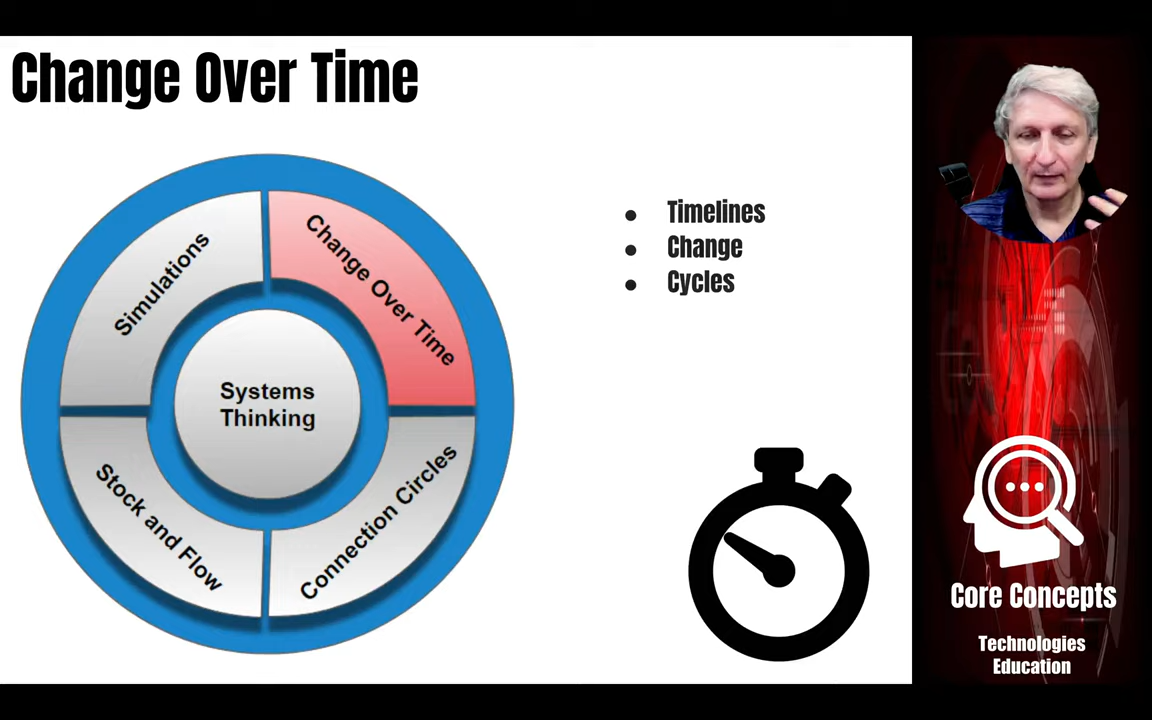 Change Over Time
Simulations
Change Over Time
Systems
Thinking
Stock and Flow
Connection Circles
Timelines
Change
Cycles
Core Concepts
Technologies
Education